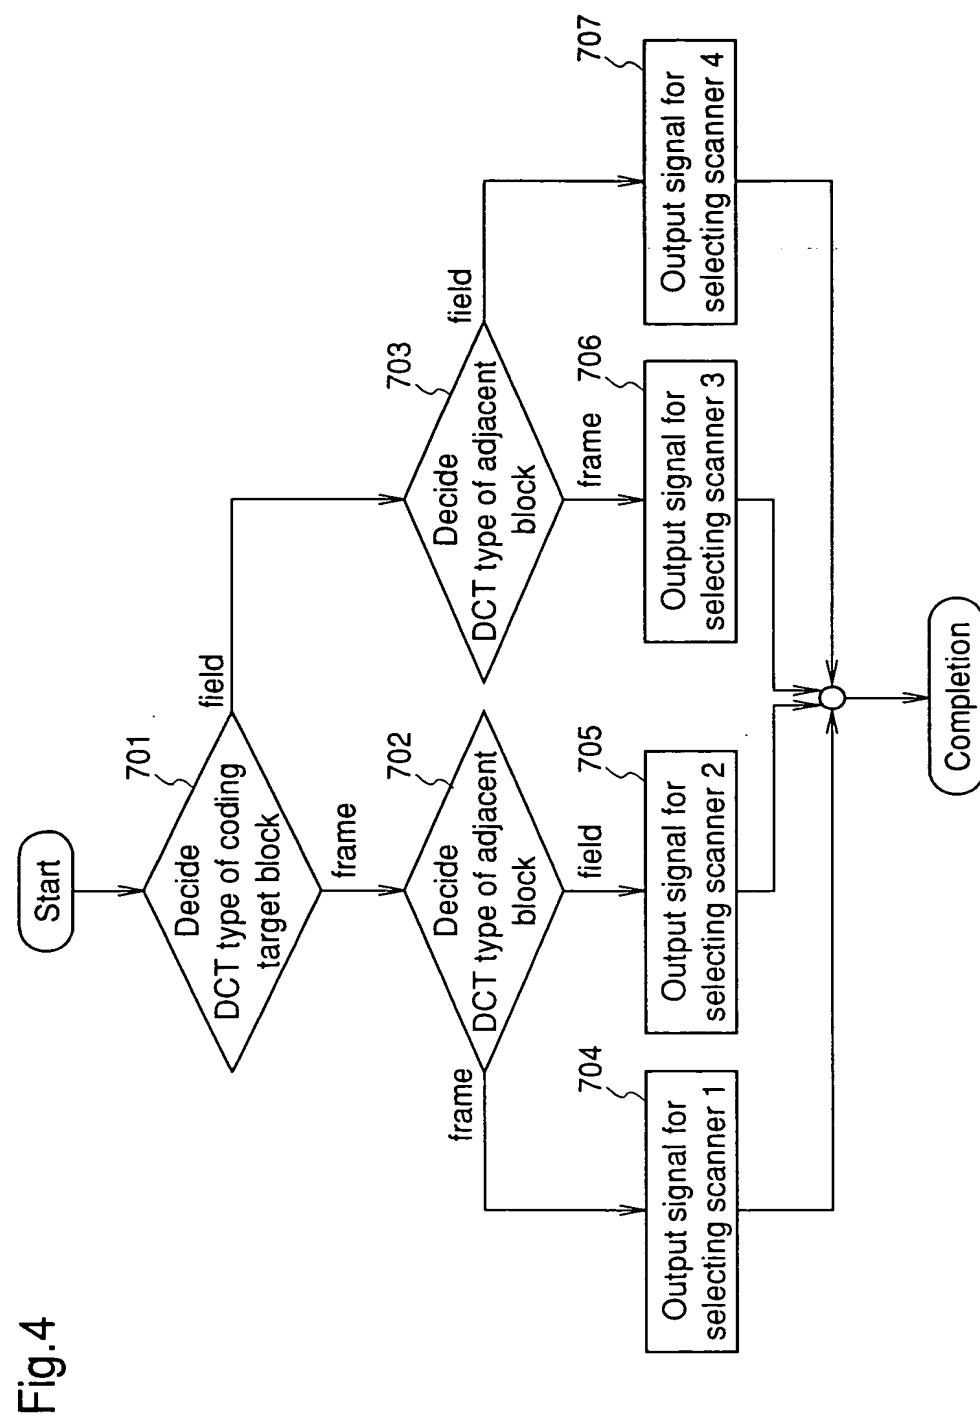 Fig.4
Start
701
Decide
DCT type of coding
target block
field
frame
702
Decide
DCT type of adjacent
block
frame
field
703
Decide
DCT type of adjacent
block
field
frame
704
Output signal for
selecting scanner 1
705
Output signal for
selecting scanner 2
706
Output signal for
selecting scanner 3
707
Output signal for
selecting scanner 4
Completion